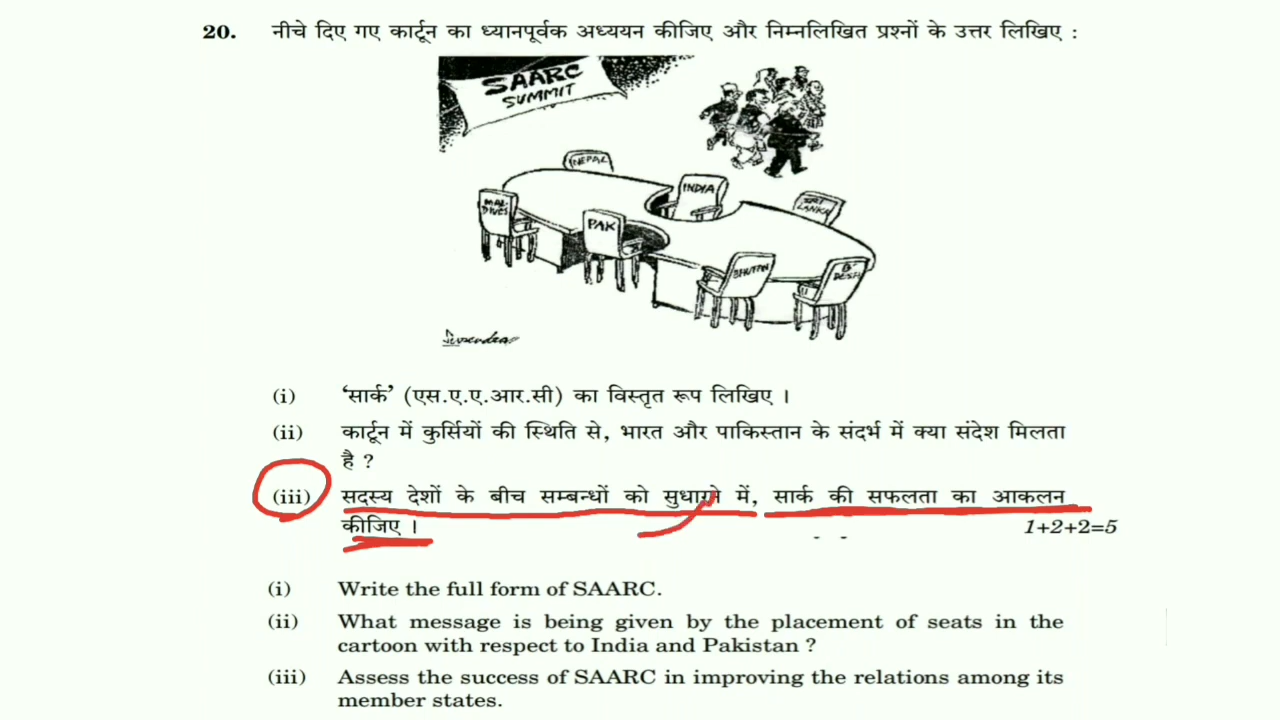 20. नीचे दिए गए कार्टून का ध्यानपूर्वक अध्ययन कीजिए और निम्नलिखित प्रश्नों के उत्तर लिखिए :
SAARC
SUMMIT
NEPAL
INDIA
SRI
LANKA
MAL-
DIVES
PAK
BHUTAN
B
DESH
(i) 'सार्क' (एस.ए.ए.आर.सी) का विस्तृत रूप लिखिए ।
(ii) कार्टून में कुर्सियों की स्थिति से, भारत और पाकिस्तान के संदर्भ में क्या संदेश मिलता
है ?
(iii) सदस्य देशों के बीच सम्बन्धों को सुधारने में, सार्क की सफलता का आकलन
कीजिए ।
1+2+2=5
(i) Write the full form of SAARC.
(ii) What message is being given by the placement of seats in the
cartoon with respect to India and Pakistan ?
(iii) Assess the success of SAARC in improving the relations among its
member states.